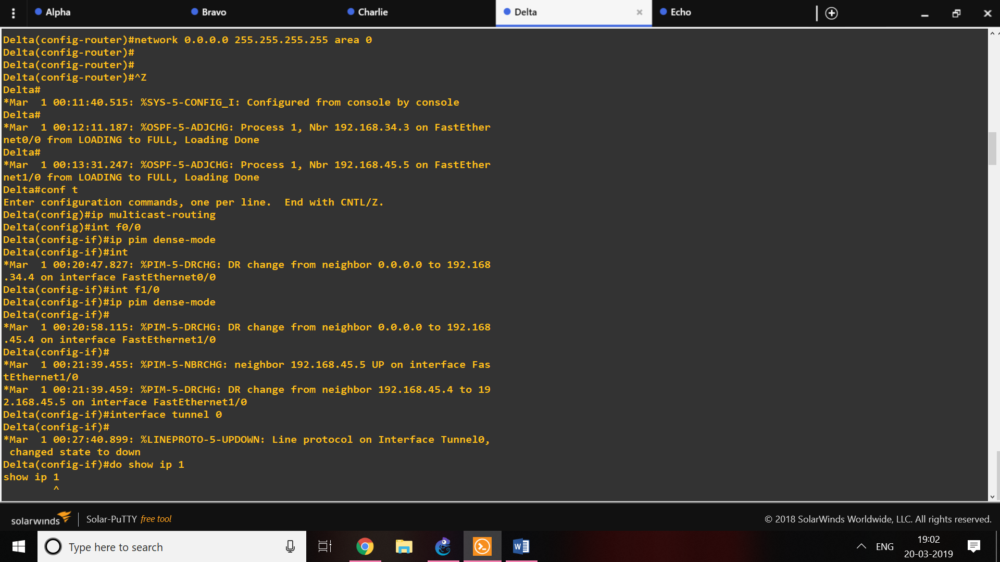 Alpha
Bravo
Charlie
Delta
Echo
Delta(config-router)#network 0.0.0.0 255.255.255.255 area 0
Delta(config-router)#
Delta(config-router)#
Delta(config-router)#^Z
Delta#
*Mar  1 00:11:40.515: %SYS-5-CONFIG_I: Configured from console by console
Delta#
*Mar  1 00:12:11.187: %OSPF-5-ADJCHG: Process 1, Nbr 192.168.34.3 on FastEther
net0/0 from LOADING to FULL, Loading Done
Delta#
*Mar  1 00:13:31.247: %OSPF-5-ADJCHG: Process 1, Nbr 192.168.45.5 on FastEther
net1/0 from LOADING to FULL, Loading Done
Delta#conf t
Enter configuration commands, one per line.  End with CNTL/Z.
Delta(config)#ip multicast-routing
Delta(config)#int f0/0
Delta(config-if)#ip pim dense-mode
Delta(config-if)#int
*Mar  1 00:20:47.827: %PIM-5-DRCHG: DR change from neighbor 0.0.0.0 to 192.168
.34.4 on interface FastEthernet0/0
Delta(config-if)#int f1/0
Delta(config-if)#ip pim dense-mode
Delta(config-if)#
*Mar  1 00:20:58.115: %PIM-5-DRCHG: DR change from neighbor 0.0.0.0 to 192.168
.45.4 on interface FastEthernet1/0
Delta(config-if)#
*Mar  1 00:21:39.455: %PIM-5-NBRCHG: neighbor 192.168.45.5 UP on interface Fas
tEthernet1/0
*Mar  1 00:21:39.459: %PIM-5-DRCHG: DR change from neighbor 192.168.45.4 to 19
2.168.45.5 on interface FastEthernet1/0
Delta(config-if)#interface tunnel 0
Delta(config-if)#
*Mar  1 00:27:40.899: %LINEPROTO-5-UPDOWN: Line protocol on Interface Tunnel0,
 changed state to down
Delta(config-if)#do show ip 1
show ip 1
        ^
solarwinds
Solar-PuTTY free tool
© 2018 SolarWinds Worldwide, LLC. All rights reserved.
Type here to search
W
ENG
19:02
20-03-2019